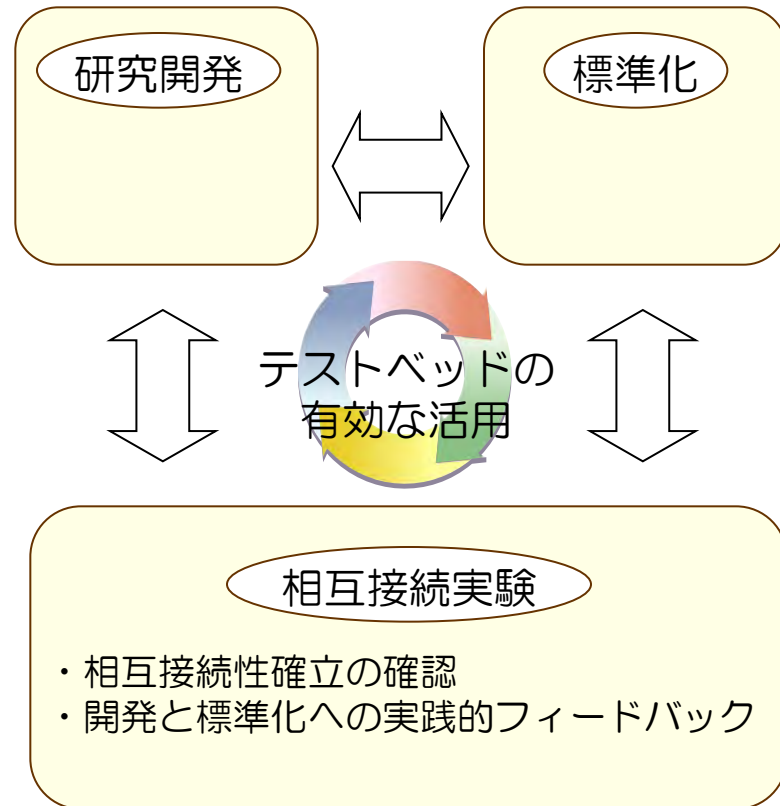 研究開発
標準化
テストベッドの
有効な活用
相互接続実験
・相互接続性確立の確認
・開発と標準化への実践的フィードバック